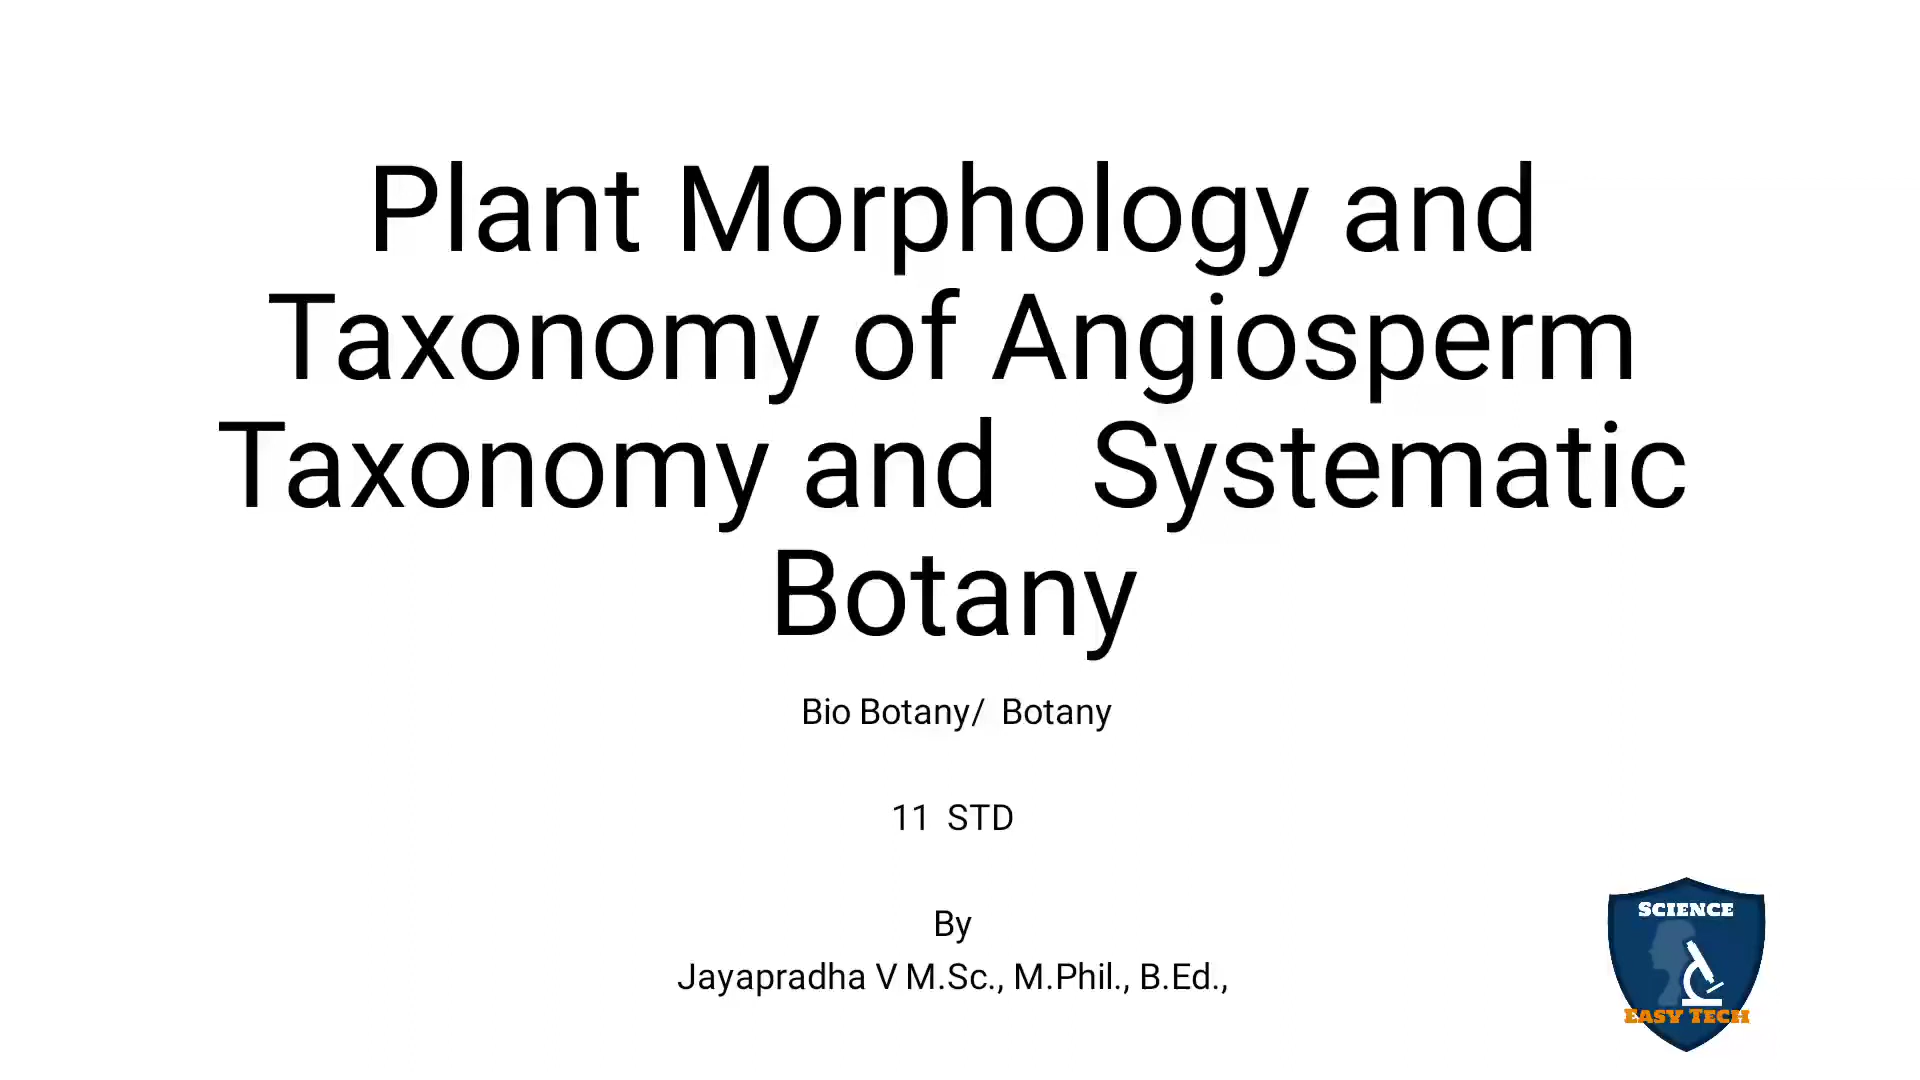 Plant Morphology and
Taxonomy of Angiosperm
Taxonomy and   Systematic
Botany
Bio Botany/  Botany
11  STD
By
Jayapradha V M.Sc., M.Phil., B.Ed.,
SCIENCE
EASY TECH